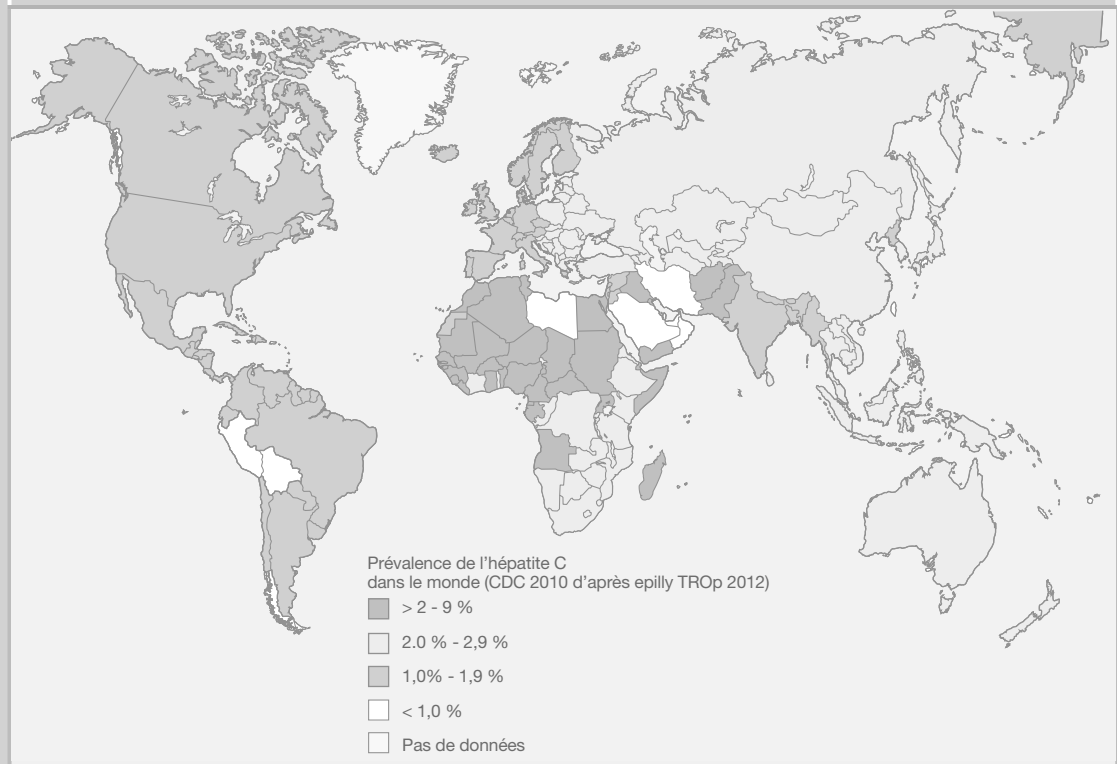 Prévalence de l'hépatite C
dans le monde (CDC 2010 d'après epilly TROp 2012)
> 2 - 9 %
2.0 % - 2,9 %
1,0% - 1,9 %
< 1,0 %
Pas de données